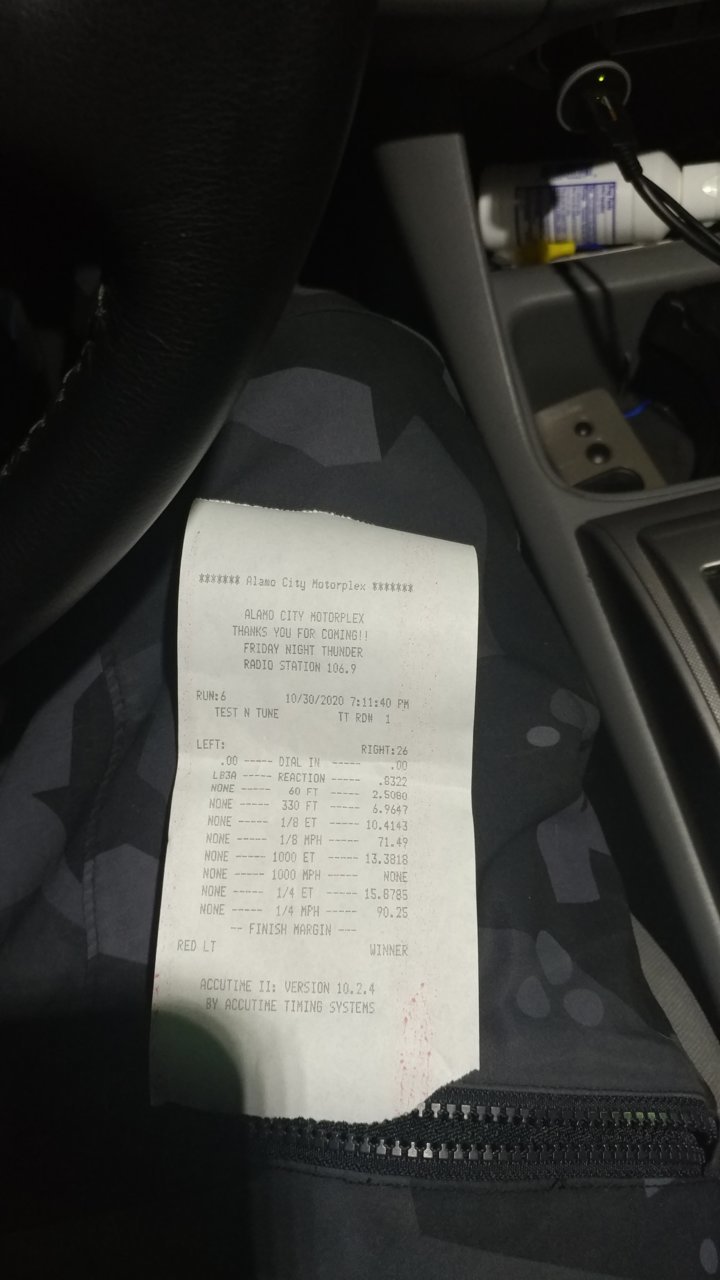 ******* Alamo City Motorplex *******
ALAMO CITY MOTORPLEX
THANKS YOU FOR COMING!!
FRIDAY NIGHT THUNDER
RADIO STATION 106.9
RUN:6 10/30/2020 7:11:40 PM
TEST N TUNE TT RD# 1
LEFT: RIGHT:26
.00 ----- DIAL IN ----- .00
LB3A ----- REACTION ----- .8322
NONE ----- 60 FT ----- 2.5080
NONE ----- 330 FT ----- 6.9647
NONE ----- 1/8 ET ----- 10.4143
NONE ----- 1/8 MPH ----- 71.49
NONE ----- 1000 ET ----- 13.3818
NONE ----- 1000 MPH ----- NONE
NONE ----- 1/4 ET ----- 15.8785
NONE ----- 1/4 MPH ----- 90.25
-- FINISH MARGIN ---
RED LT WINNER
ACCUTIME II: VERSION 10.2.4
BY ACCUTIME TIMING SYSTEMS